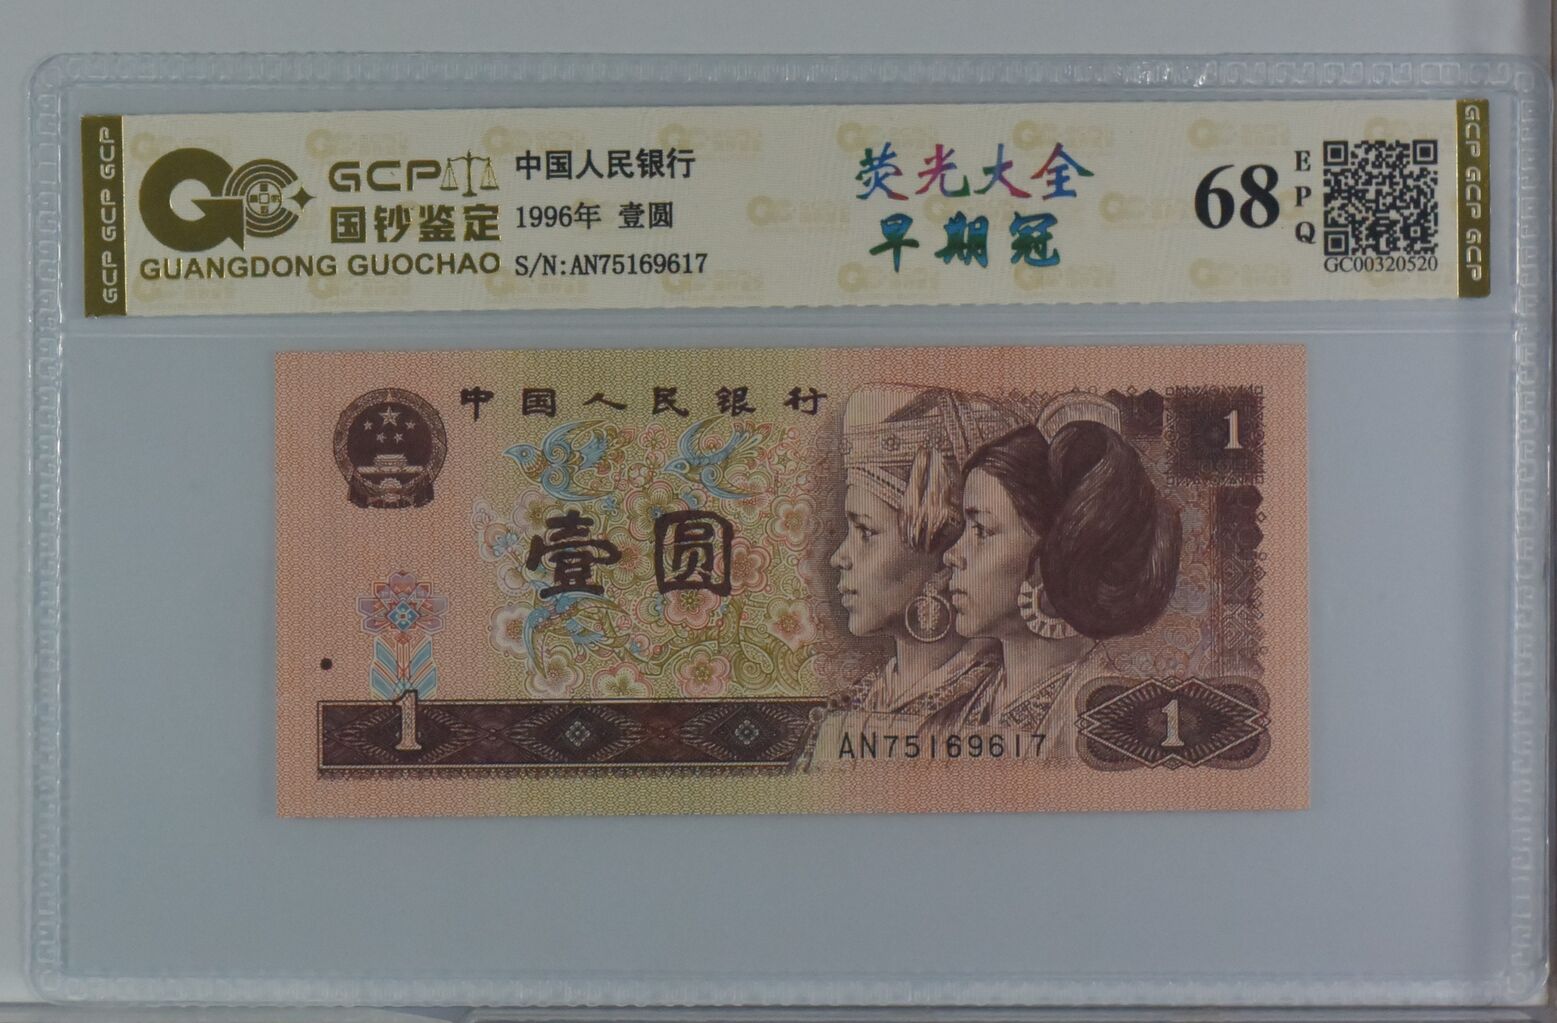 GCP GCP GCP
GCP
国钞鉴定
GUANGDONG GUOCHAO
中国人民银行
1996年 壹圆
S/N:AN75169617
荧光大全
早期冠
68
EPQ
GC00320520
GCP GCP GCP
中国人民银行
1
壹圆
1
1
AN75169617